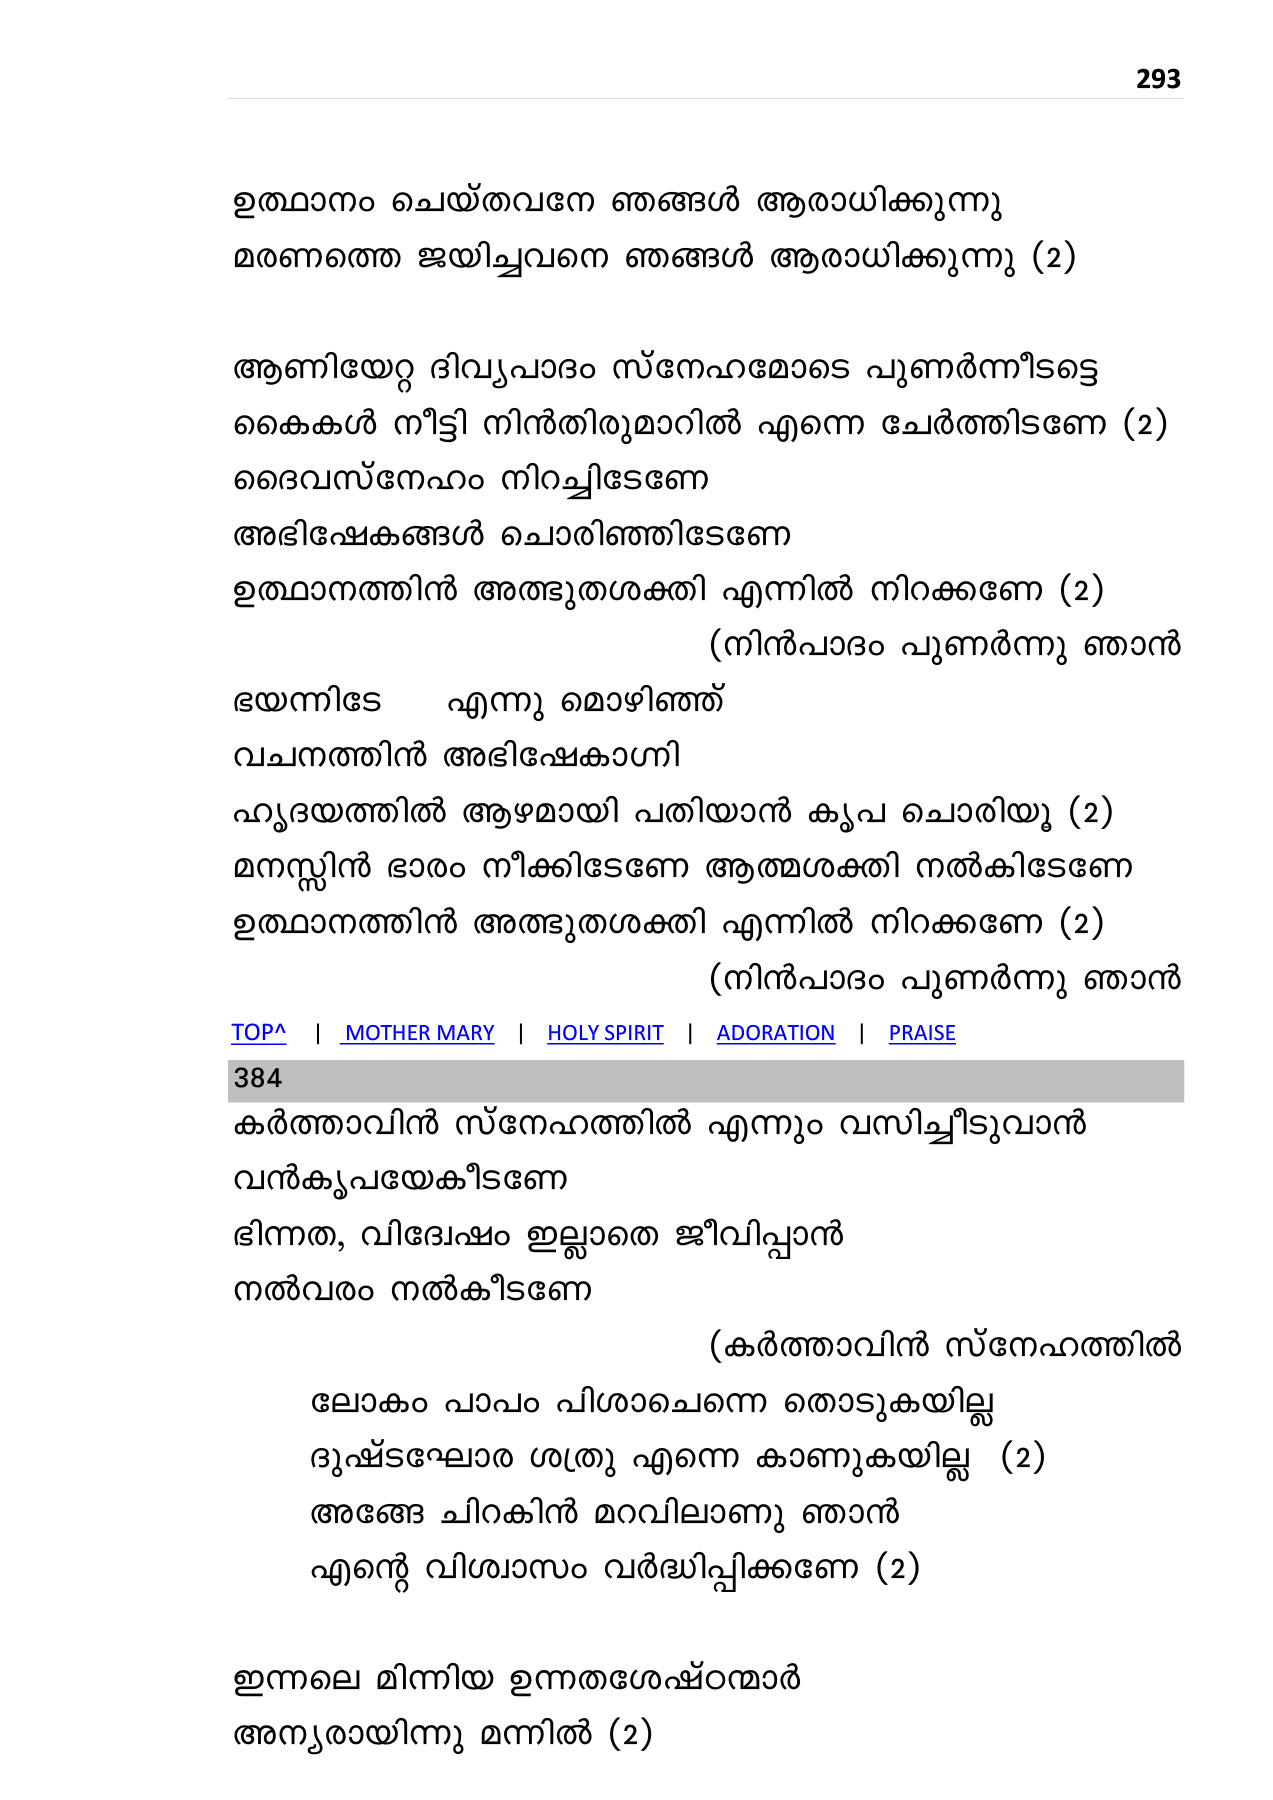 293
ഉത്ഥാനം ചെയ്തവനേ ഞങ്ങൾ ആരാധിക്കുന്നു
മരണത്തെ ജയിച്ചവനെ ഞങ്ങൾ ആരാധിക്കുന്നു (2)
ആണിയേറ്റ ദിവ്യപാദം സ്നേഹമോടെ പുണർന്നീടട്ടെ
കൈകൾ നീട്ടി നിൻതിരുമാറിൽ എന്നെ ചേർത്തിടണേ (2)
ദൈവസ്നേഹം നിറച്ചിടേണേ
അഭിഷേകങ്ങൾ ചൊരിഞ്ഞിടേണേ
ഉത്ഥാനത്തിൻ അത്ഭുതശക്തി എന്നിൽ നിറക്കണേ (2)
(നിൻപാദം പുണർന്നു ഞാൻ
ഭയന്നിടേ എന്നു മൊഴിഞ്ഞ്
വചനത്തിൻ അഭിഷേകാഗ്നി
ഹൃദയത്തിൽ ആഴമായി പതിയാൻ കൃപ ചൊരിയൂ (2)
മനസ്സിൻ ഭാരം നീക്കിടേണേ ആത്മശക്തി നൽകിടേണേ
ഉത്ഥാനത്തിൻ അത്ഭുതശക്തി എന്നിൽ നിറക്കണേ (2)
(നിൻപാദം പുണർന്നു ഞാൻ
TOP^ | MOTHER MARY | HOLY SPIRIT | ADORATION | PRAISE
384
കർത്താവിൻ സ്നേഹത്തിൽ എന്നും വസിച്ചീടുവാൻ
വൻകൃപയേകീടണേ
ഭിന്നത, വിദ്വേഷം ഇല്ലാതെ ജീവിപ്പാൻ
നൽവരം നൽകീടണേ
(കർത്താവിൻ സ്നേഹത്തിൽ
ലോകം പാപം പിശാചെന്നെ തൊടുകയില്ല
ദുഷ്ടഘോര ശത്രു എന്നെ കാണുകയില്ല (2)
അങ്ങേ ചിറകിൻ മറവിലാണു ഞാൻ
എന്റെ വിശ്വാസം വർദ്ധിപ്പിക്കണേ (2)
ഇന്നലെ മിന്നിയ ഉന്നതശേഷ്ഠന്മാർ
അന്യരായിന്നു മന്നിൽ (2)